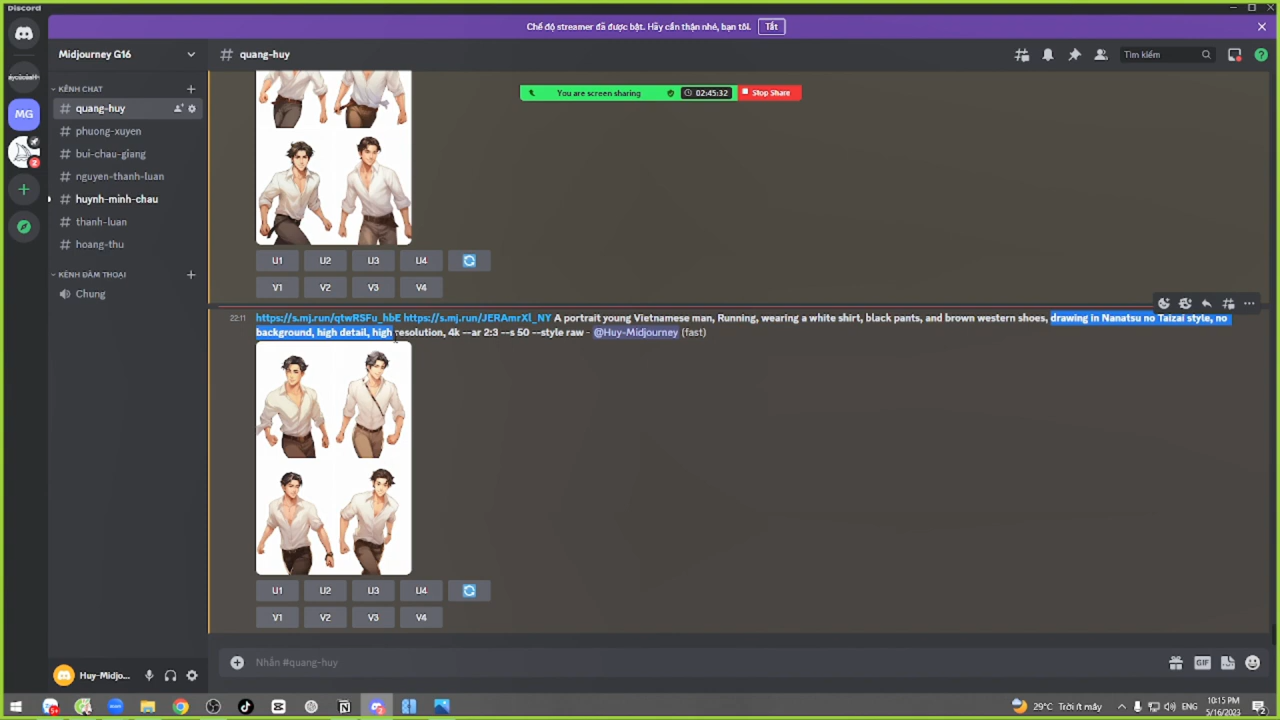 Discord
Chế độ streamer đã được bật. Hãy cẩn thận nhé, bạn tôi.
Tắt
Midjourney G16
# quang-huy
Tìm kiếm
You are screen sharing
02:45:32
Stop Share
KÊNH CHAT
# quang-huy
# phuong-xuyen
# bui-chau-giang
# nguyen-thanh-luan
# huynh-minh-chau
# thanh-luan
# hoang-thu
KÊNH ĐÀM THOẠI
Chung
MG
2
U1 U2 U3 U4
V1 V2 V3 V4
22:11 https://s.mj.run/qtwRSFu_hbE https://s.mj.run/JERAmrXl_NY A portrait young Vietnamese man, Running, wearing a white shirt, black pants, and brown western shoes, drawing in Nanatsu no Taizai style, no
background, high detail, high resolution, 4k --ar 2:3 --s 50 --style raw - @Huy-Midjourney (fast)
U1 U2 U3 U4
V1 V2 V3 V4
Huy-Midjo...
Nhắn #quang-huy
GIF
29°C Trời ít mây
ENG
10:15 PM
5/16/2023